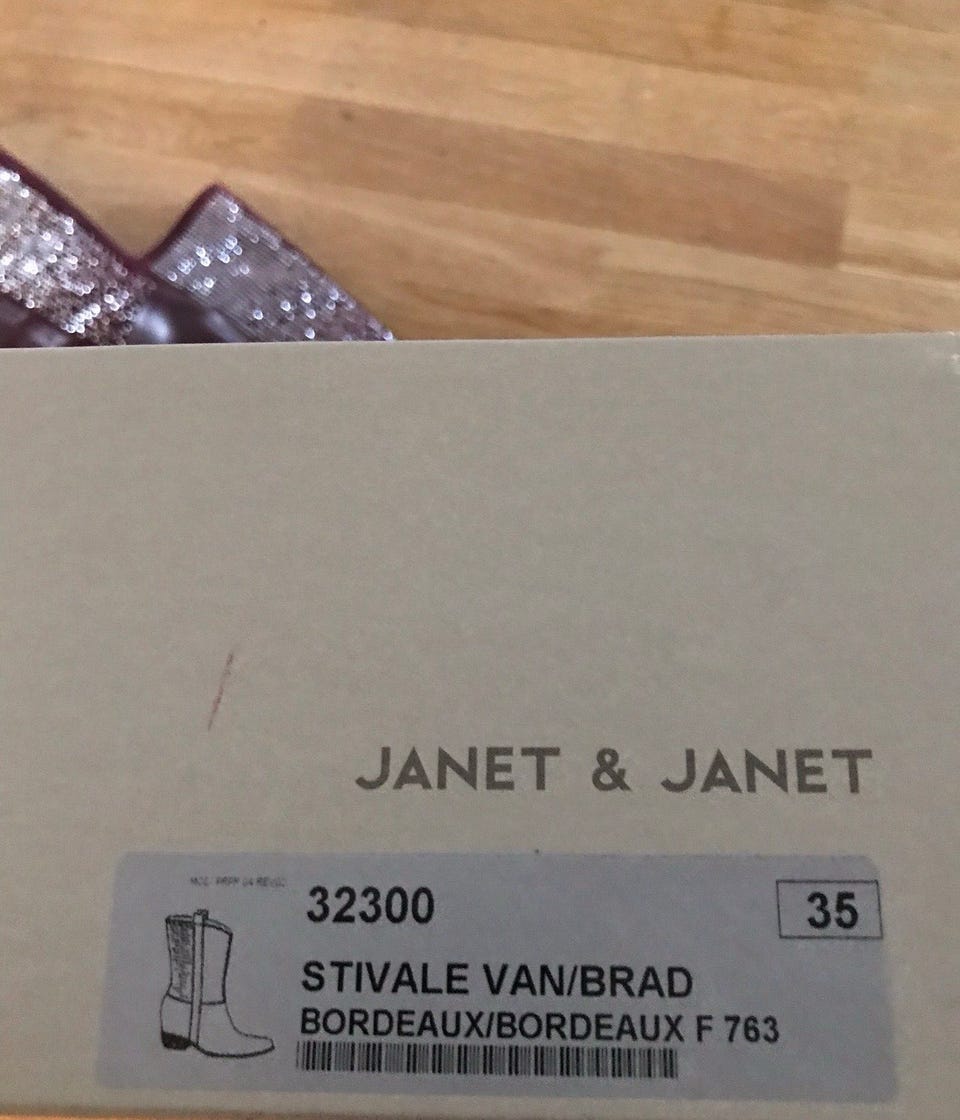 JANET & JANET
32300
35
STIVALE VAN/BRAD
BORDEAUX/BORDEAUX F 763